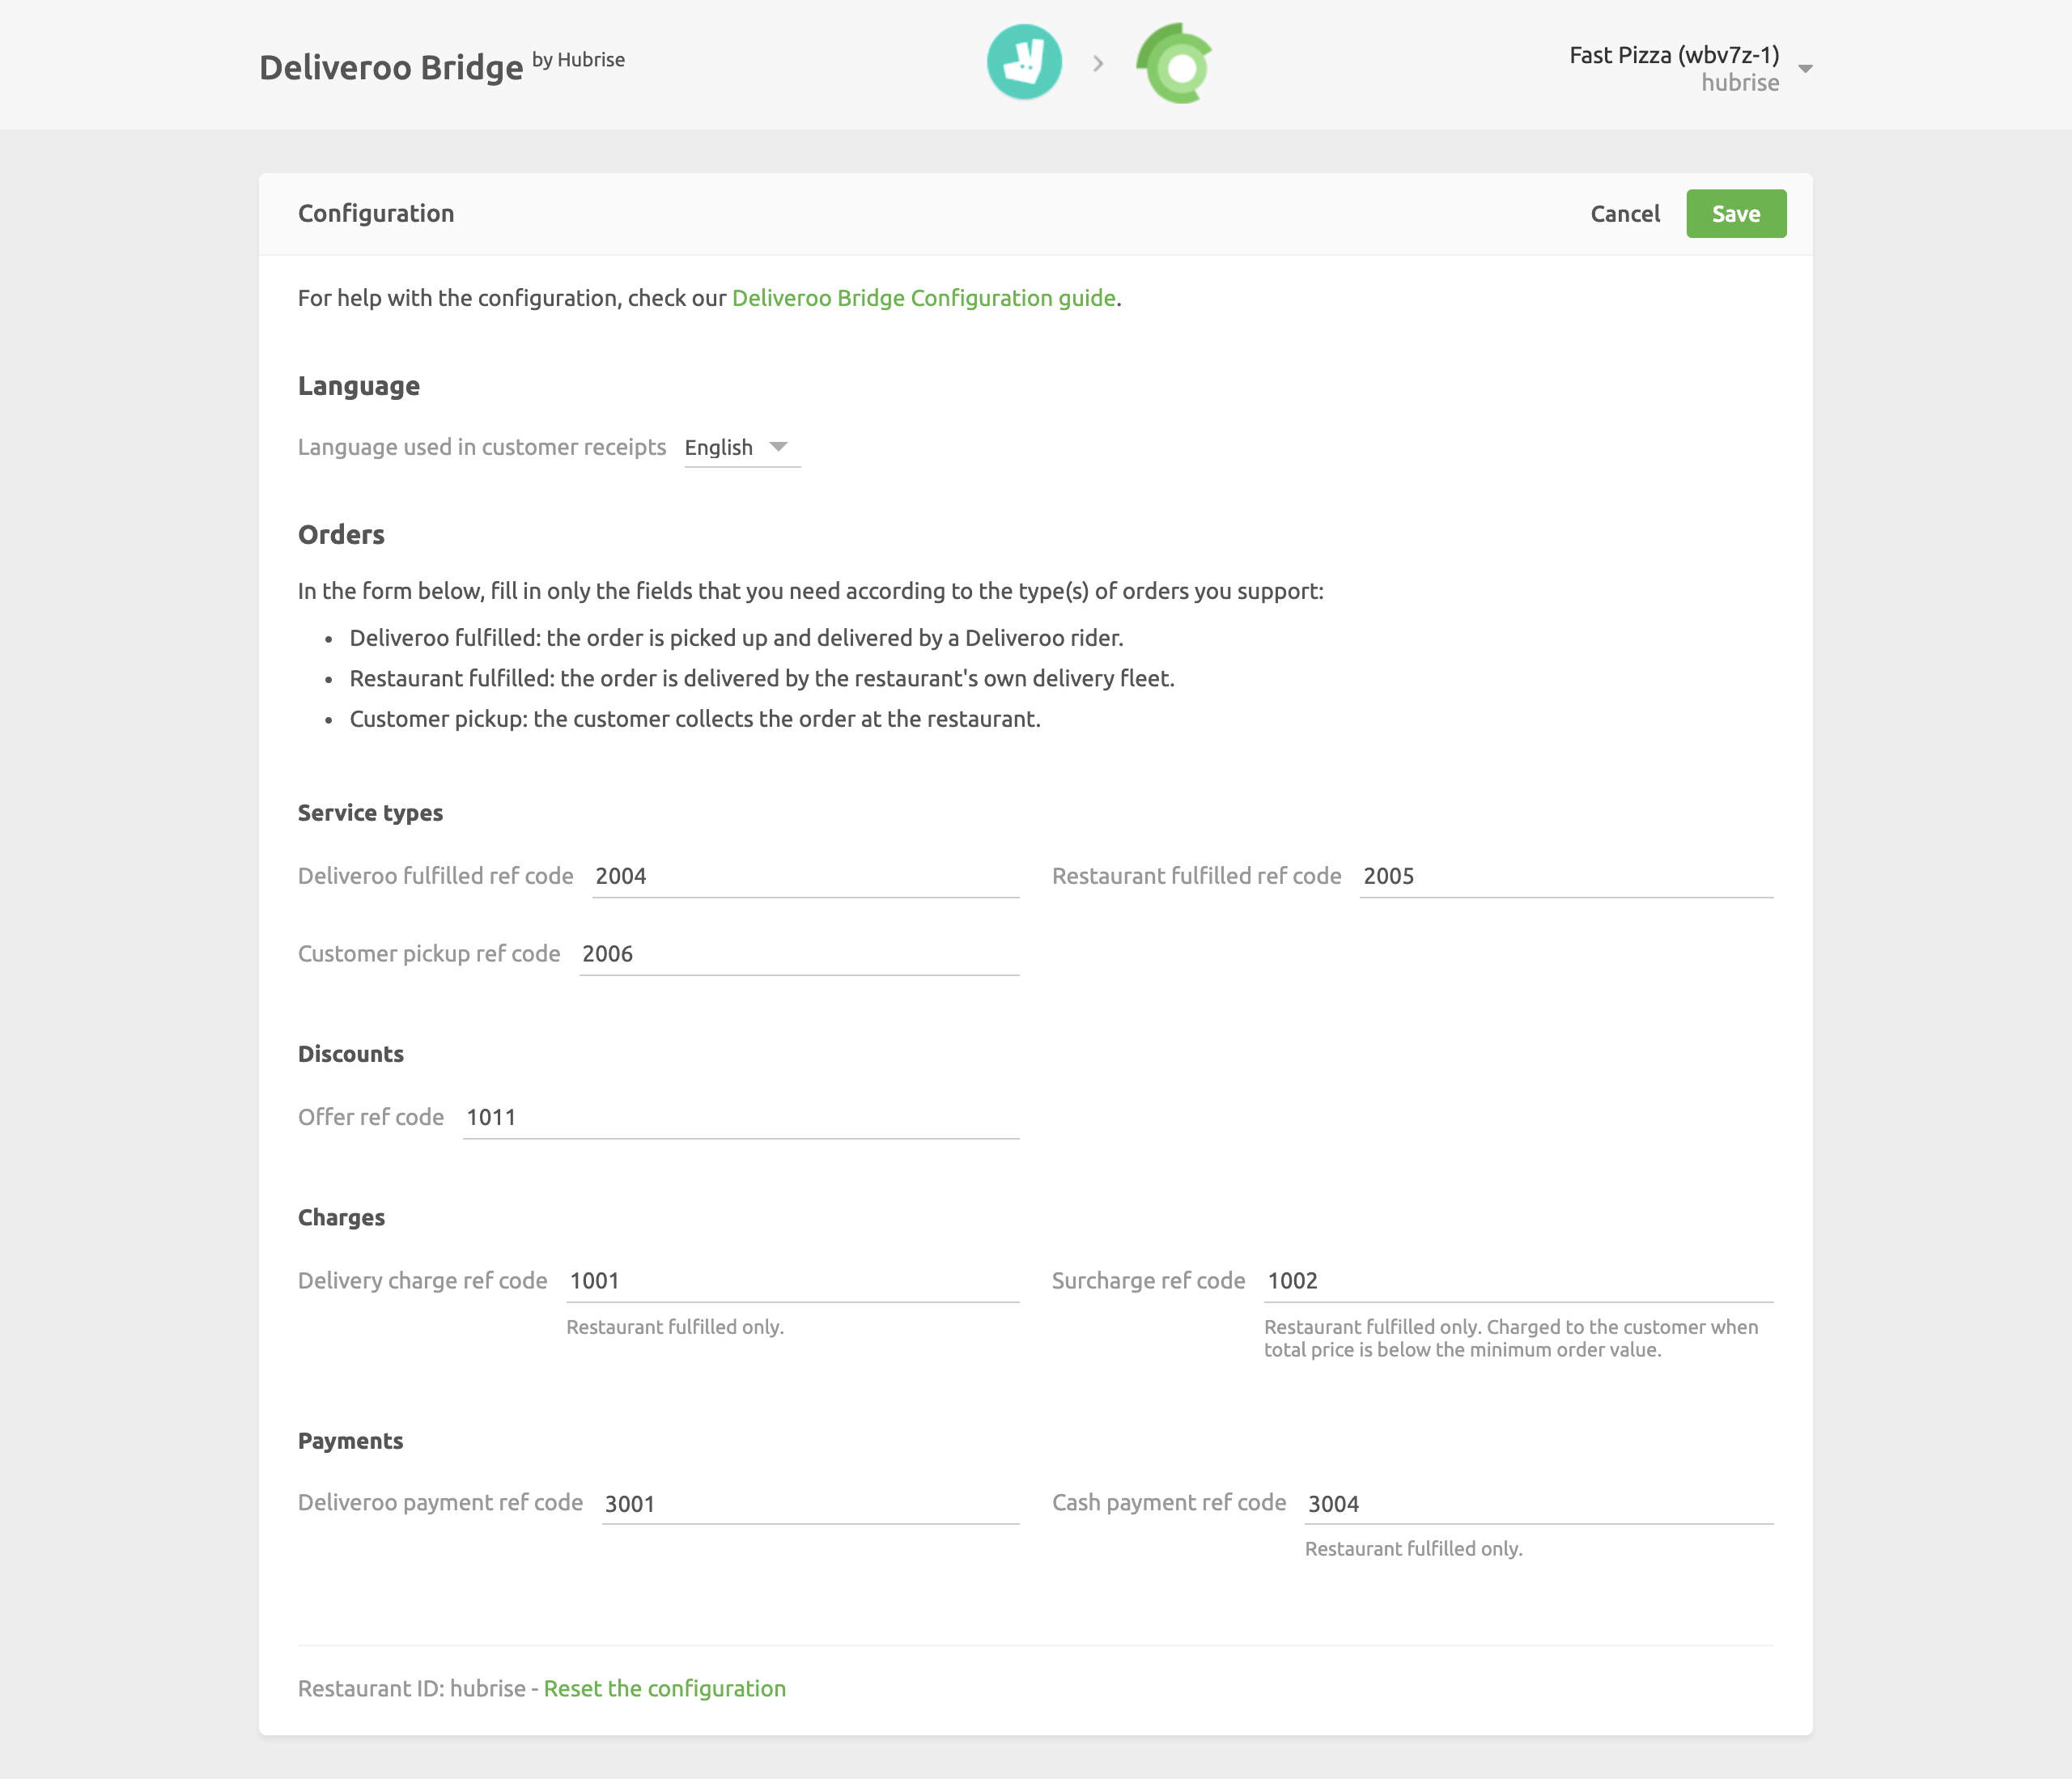 Deliveroo Bridge by Hubrise
Fast Pizza (wbv7z-1)
hubrise
Configuration
Cancel
Save
For help with the configuration, check our Deliveroo Bridge Configuration guide.
Language
Language used in customer receipts English
Orders
In the form below, fill in only the fields that you need according to the type(s) of orders you support:
• Deliveroo fulfilled: the order is picked up and delivered by a Deliveroo rider.
• Restaurant fulfilled: the order is delivered by the restaurant's own delivery fleet.
• Customer pickup: the customer collects the order at the restaurant.
Service types
Deliveroo fulfilled ref code 2004
Restaurant fulfilled ref code 2005
Customer pickup ref code 2006
Discounts
Offer ref code 1011
Charges
Delivery charge ref code 1001
Restaurant fulfilled only.
Surcharge ref code 1002
Restaurant fulfilled only. Charged to the customer when
total price is below the minimum order value.
Payments
Deliveroo payment ref code 3001
Cash payment ref code 3004
Restaurant fulfilled only.
Restaurant ID: hubrise - Reset the configuration